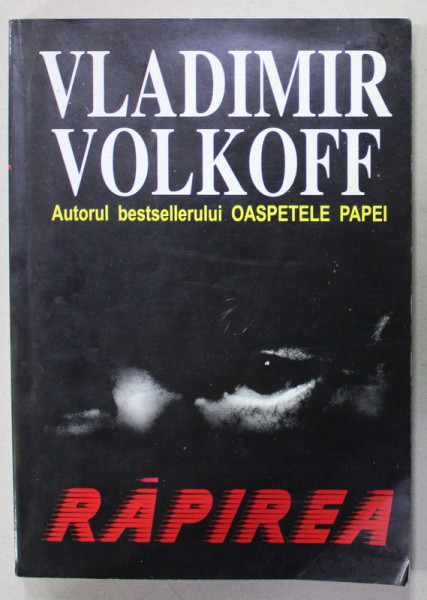 VLADIMIR
VOLKOFF
Autorul bestsellerului OASPETELE PAPEI
RĂPIREA